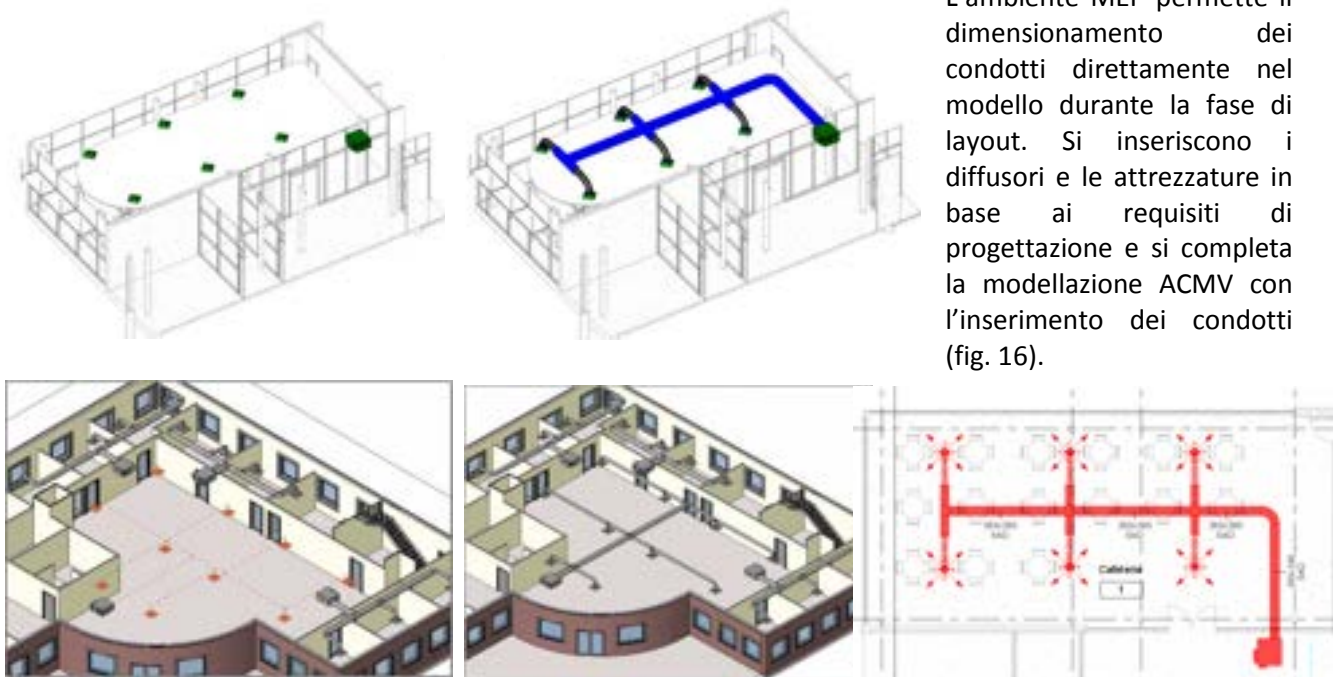 L'ambiente MEP permette il
dimensionamento dei
condotti direttamente nel
modello durante la fase di
layout. Si inseriscono i
diffusori e le attrezzature in
base ai requisiti di
progettazione e si completa
la modellazione ACMV con
l’inserimento dei condotti
(fig. 16).
1